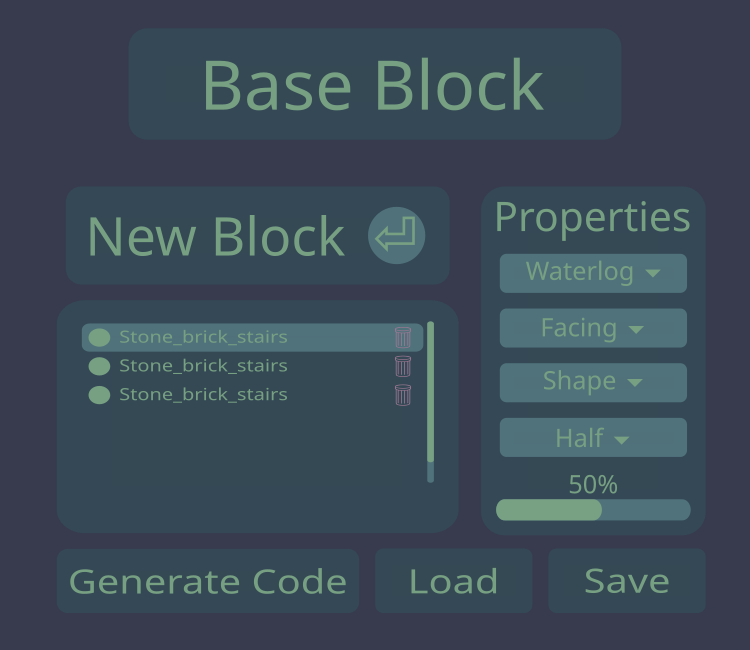 Base Block
New Block
Stone_brick_stairs
Stone_brick_stairs
Stone_brick_stairs
Properties
Waterlog
Facing
Shape
Half
50%
Generate Code
Load
Save